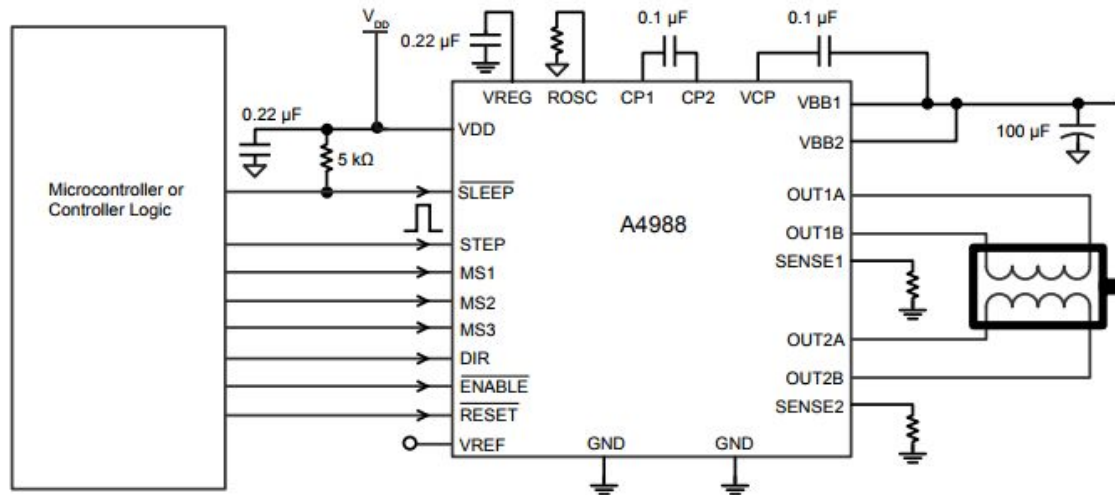 VDD
0.22 µF
0.1 µF
0.1 µF
VREG
ROSC
CP1
CP2
VCP
VBB1
0.22 µF
VDD
100 µF
VBB2
5 kΩ
Microcontroller or
Controller Logic
SLEEP
OUT1A
A4988
OUT1B
STEP
SENSE1
MS1
MS2
MS3
OUT2A
DIR
OUT2B
ENABLE
SENSE2
RESET
VREF
GND
GND